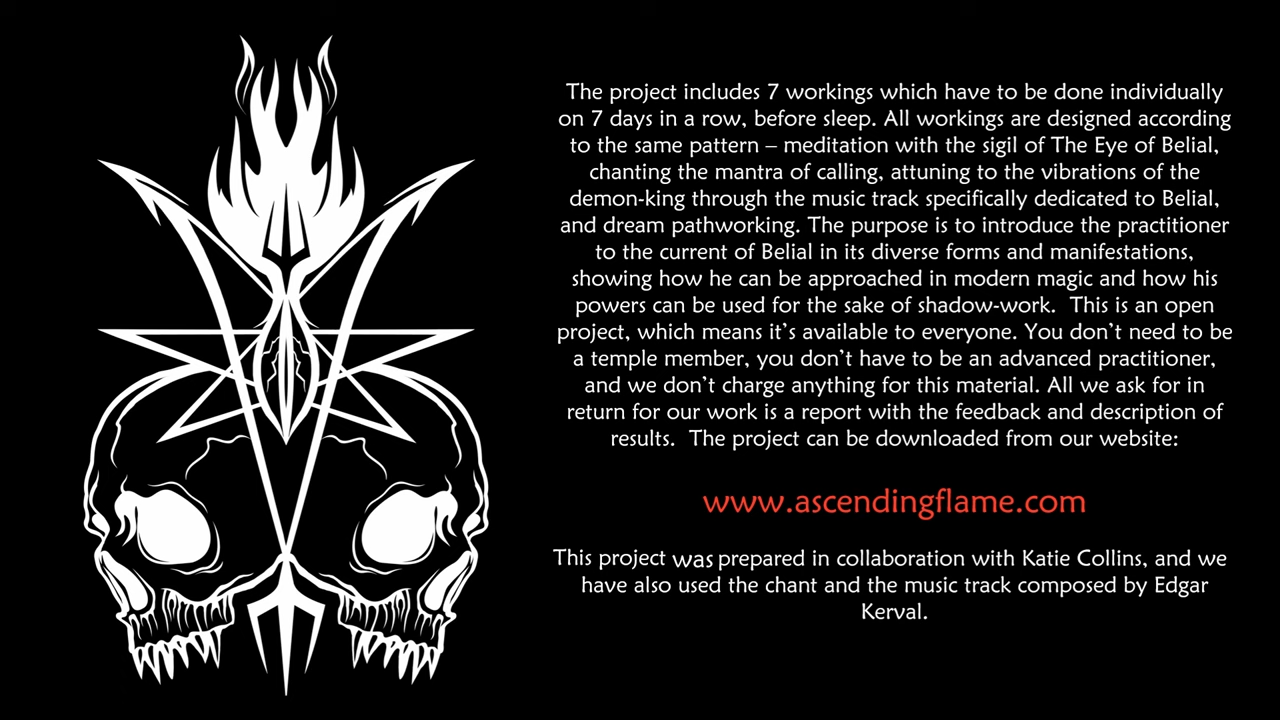 The project includes 7 workings which have to be done individually
on 7 days in a row, before sleep. All workings are designed according
to the same pattern – meditation with the sigil of The Eye of Belial,
chanting the mantra of calling, attuning to the vibrations of the
demon-king through the music track specifically dedicated to Belial,
and dream pathworking. The purpose is to introduce the practitioner
to the current of Belial in its diverse forms and manifestations,
showing how he can be approached in modern magic and how his
powers can be used for the sake of shadow-work.  This is an open
project, which means it’s available to everyone. You don’t need to be
a temple member, you don’t have to be an advanced practitioner,
and we don’t charge anything for this material. All we ask for in
return for our work is a report with the feedback and description of
results.  The project can be downloaded from our website:
www.ascendingflame.com
This project was prepared in collaboration with Katie Collins, and we
have also used the chant and the music track composed by Edgar
Kerval.